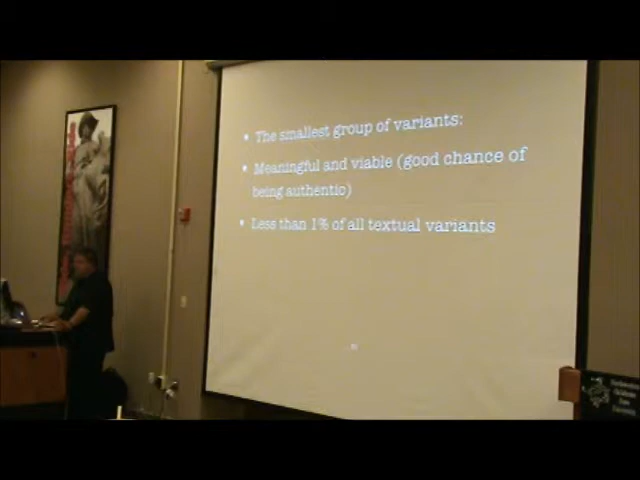 • The smallest group of variants:
• Meaningful and viable (good chance of
being authentic)
• Less than 1% of all textual variants